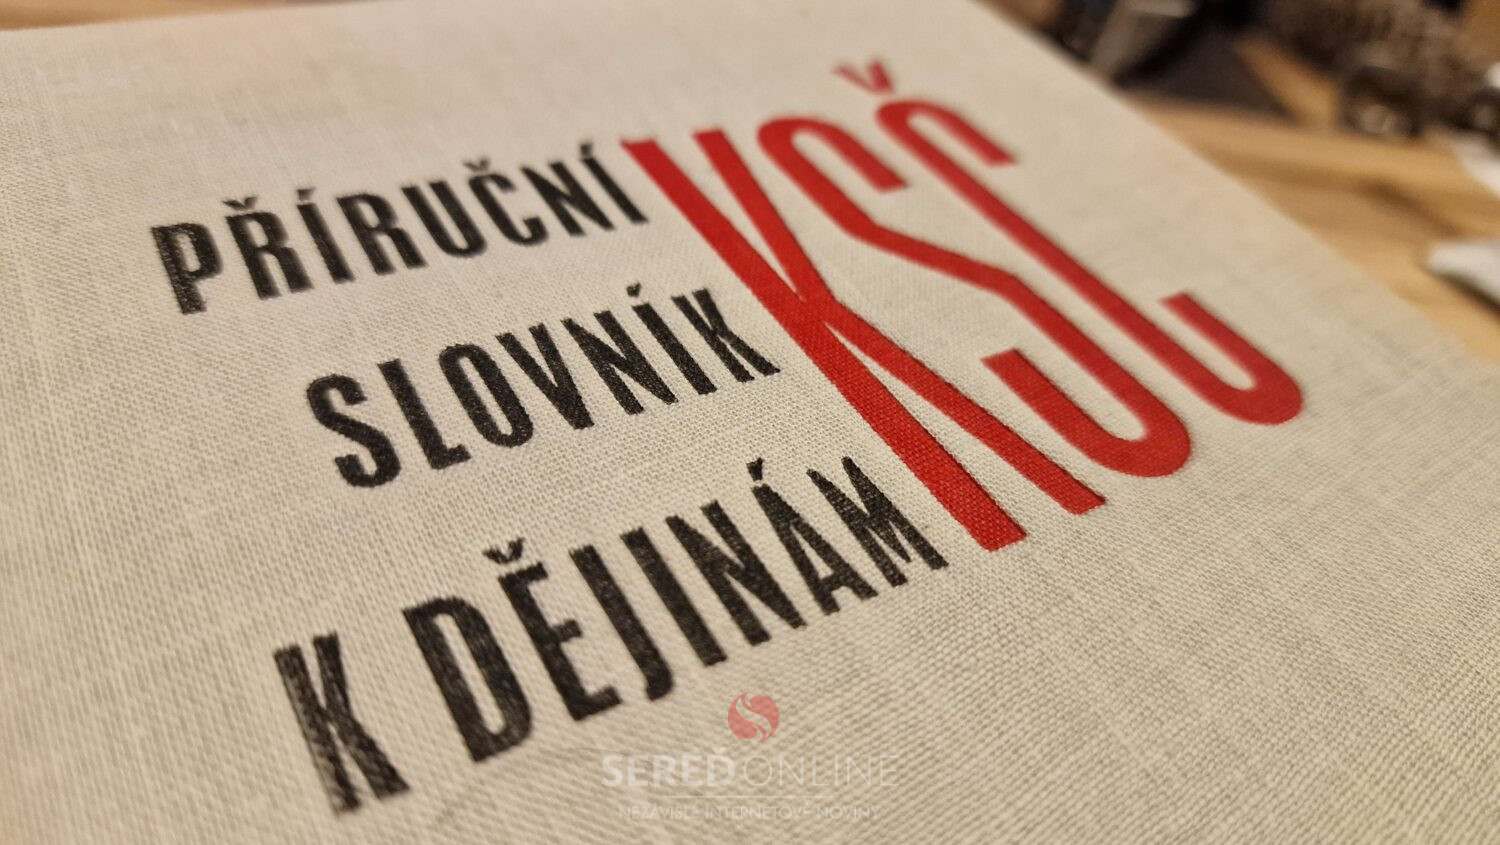 PŘÍRUČNÍ
SLOVNÍK
K DĚJINÁM
KSČ
SEREĎONLINE
NEZÁVISLÉ INTERNETOVÉ NOVINY